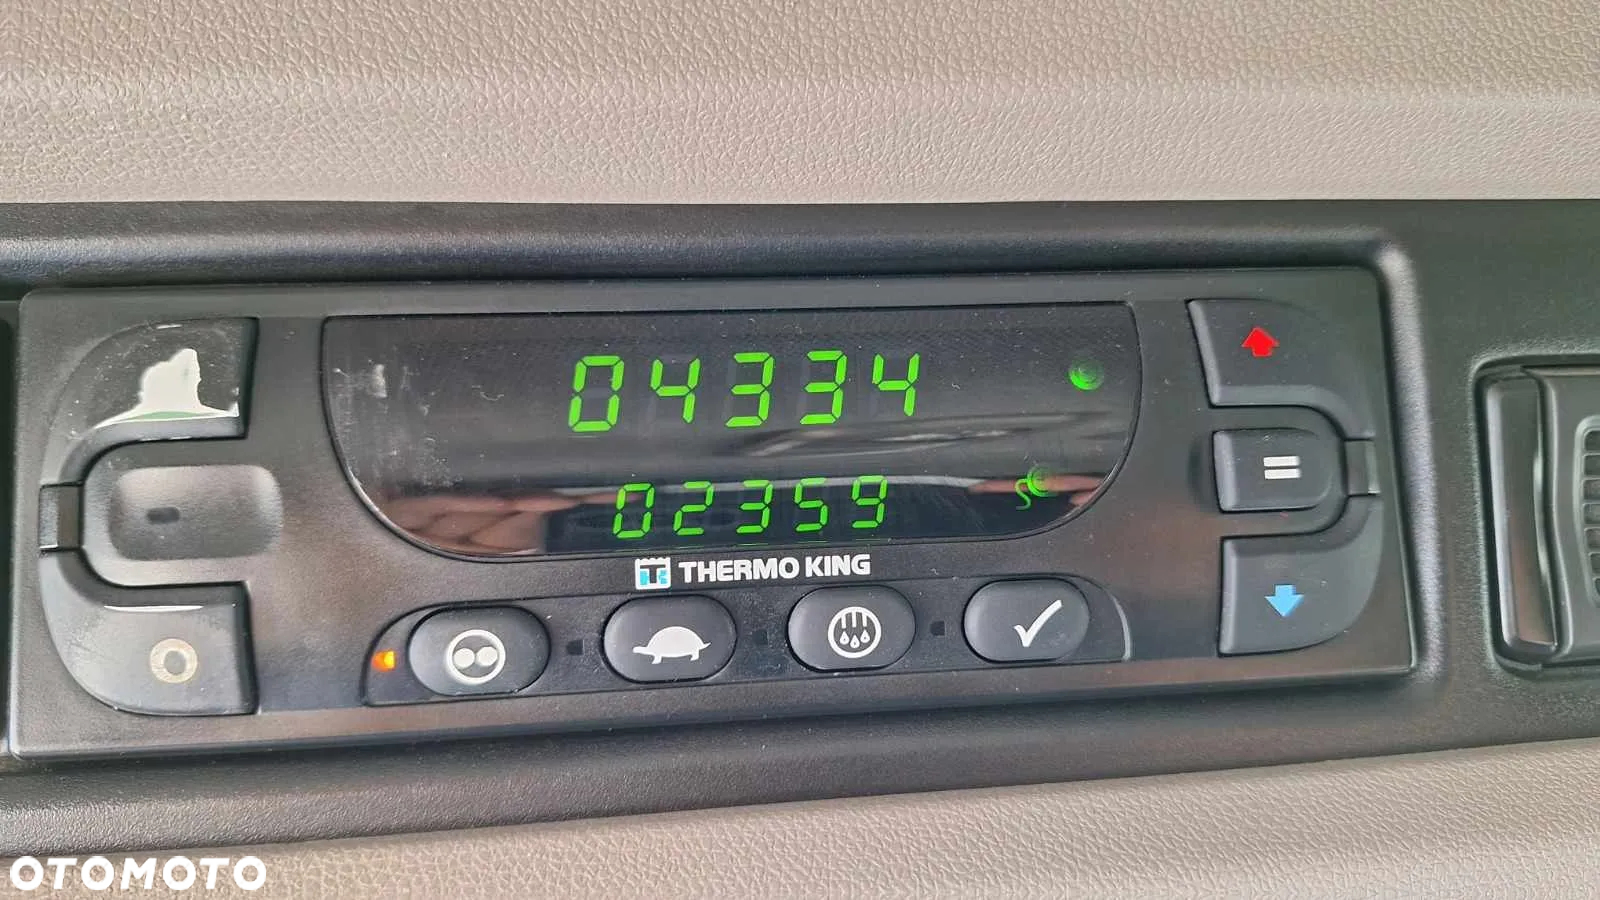 04334
02359
THERMO KING
OTOMOTO